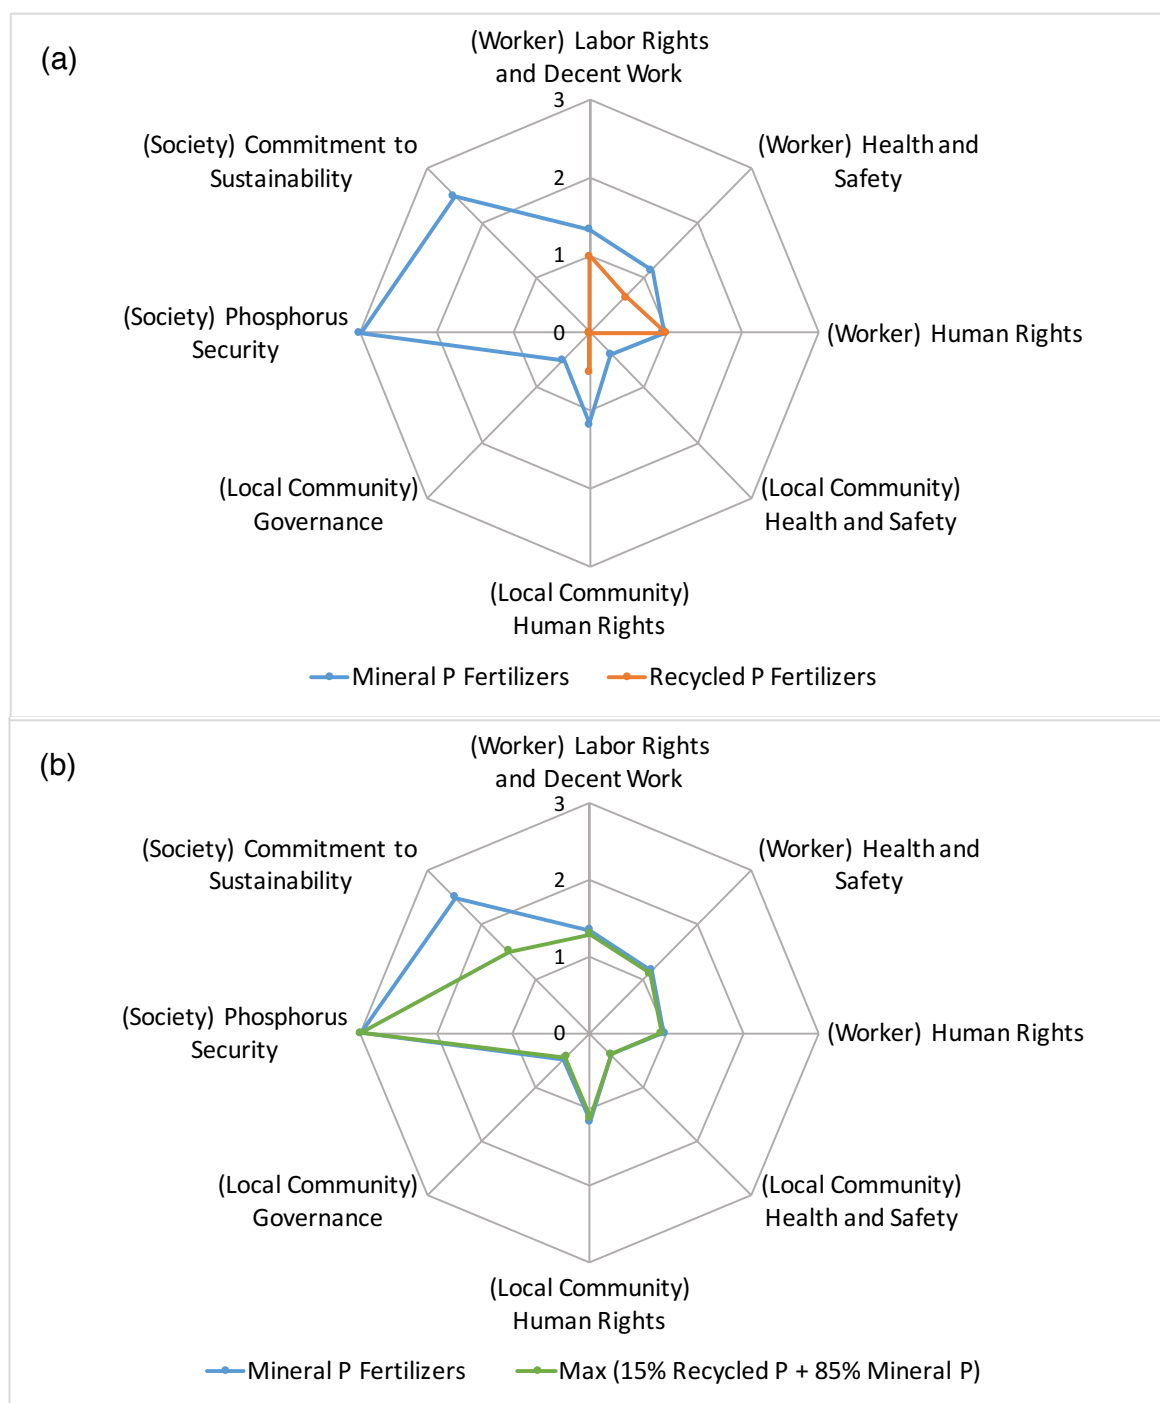 (a)
(Worker) Labor Rights
and Decent Work
3
(Society) Commitment to
Sustainability
(Worker) Health and
Safety
2
1
(Society) Phosphorus
Security
0
(Worker) Human Rights
(Local Community)
Governance
(Local Community)
Health and Safety
(Local Community)
Human Rights
Mineral P Fertilizers
Recycled P Fertilizers
(b)
(Worker) Labor Rights
and Decent Work
3
(Society) Commitment to
Sustainability
(Worker) Health and
Safety
2
1
(Society) Phosphorus
Security
0
(Worker) Human Rights
(Local Community)
Governance
(Local Community)
Health and Safety
(Local Community)
Human Rights
Mineral P Fertilizers
Max (15% Recycled P + 85% Mineral P)